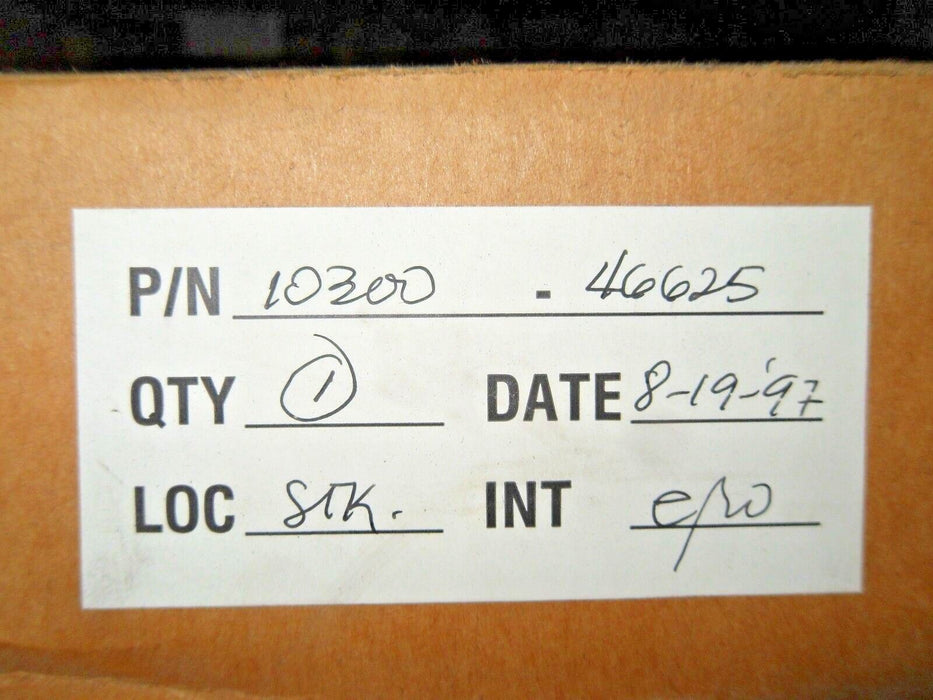 P/N 10300 - 46625
QTY 1 DATE 8-19-'97
LOC STK. INT